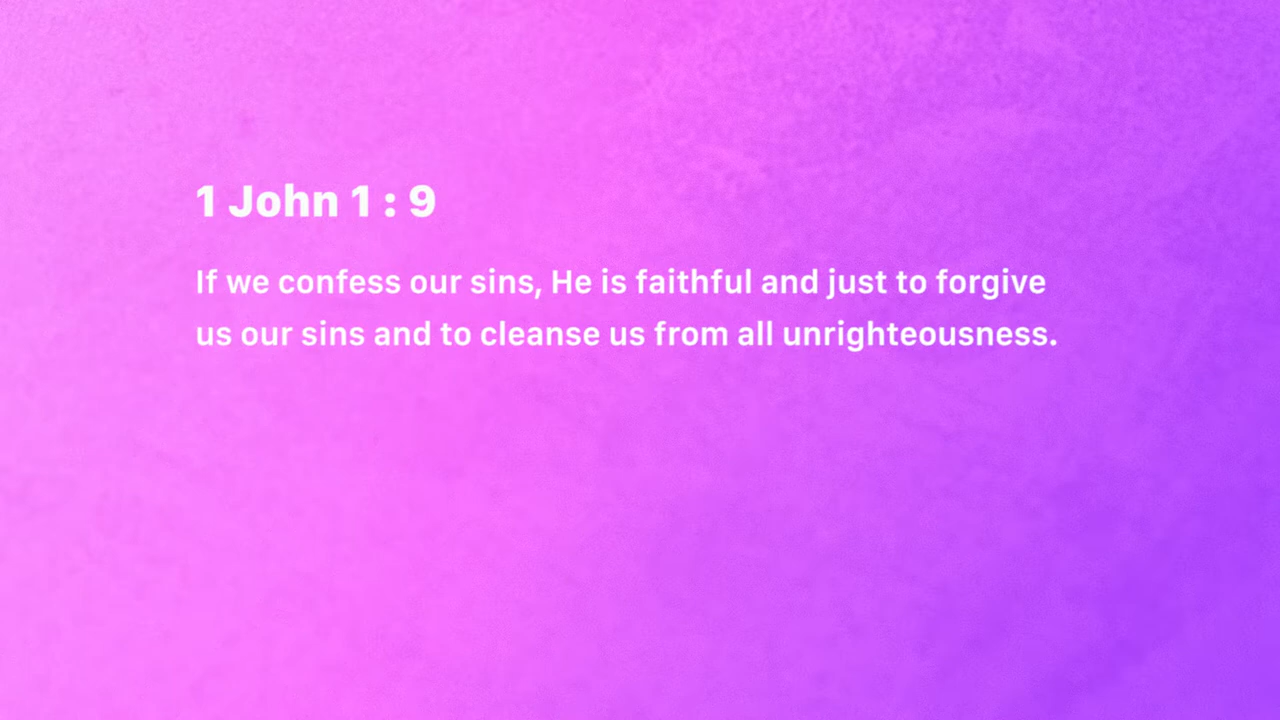 1 John 1 : 9
If we confess our sins, He is faithful and just to forgive
us our sins and to cleanse us from all unrighteousness.